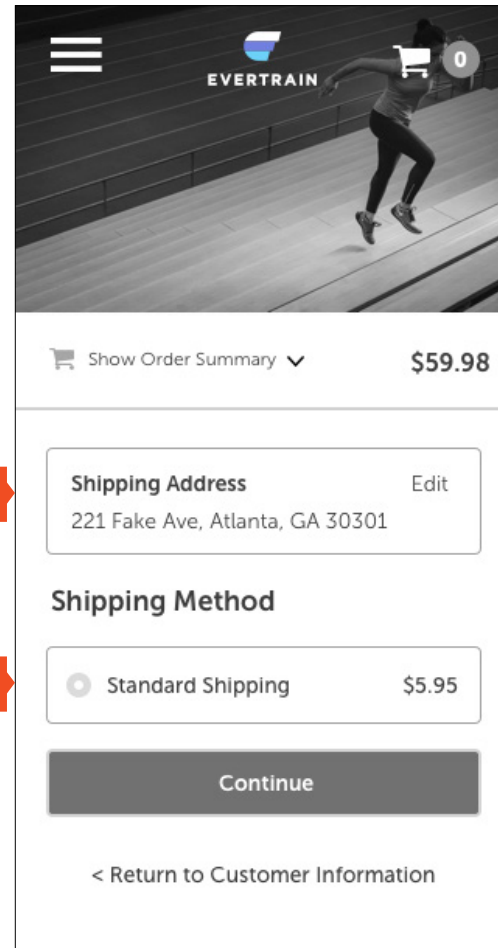 EVERTRAIN
0
Show Order Summary
$59.98
Shipping Address Edit
221 Fake Ave, Atlanta, GA 30301
Shipping Method
Standard Shipping $5.95
Continue
< Return to Customer Information